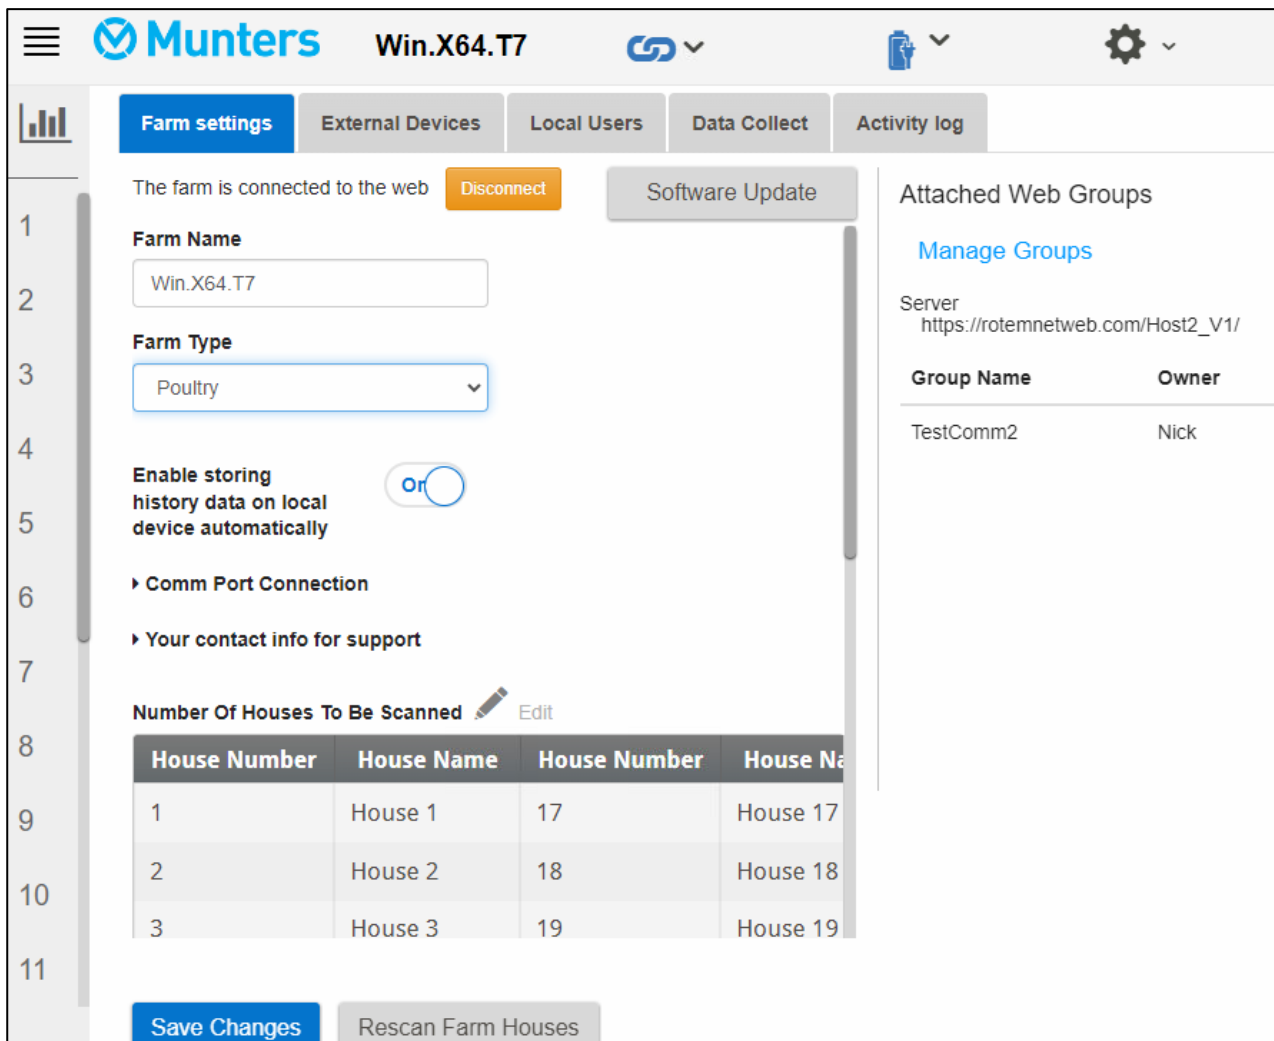 Munters Win.X64.T7
Farm settings External Devices Local Users Data Collect Activity log
The farm is connected to the web Disconnect Software Update
Farm Name
Win.X64.T7
Farm Type
Poultry
Enable storing
history data on local
device automatically
On
Comm Port Connection
Your contact info for support
Number Of Houses To Be Scanned Edit
House Number House Name House Number House Na
1 House 1 17 House 17
2 House 2 18 House 18
3 House 3 19 House 19
Save Changes Rescan Farm Houses
Attached Web Groups
Manage Groups
Server
https://rotemnetweb.com/Host2_V1/
Group Name Owner
TestComm2 Nick
1
2
3
4
5
6
7
8
9
10
11